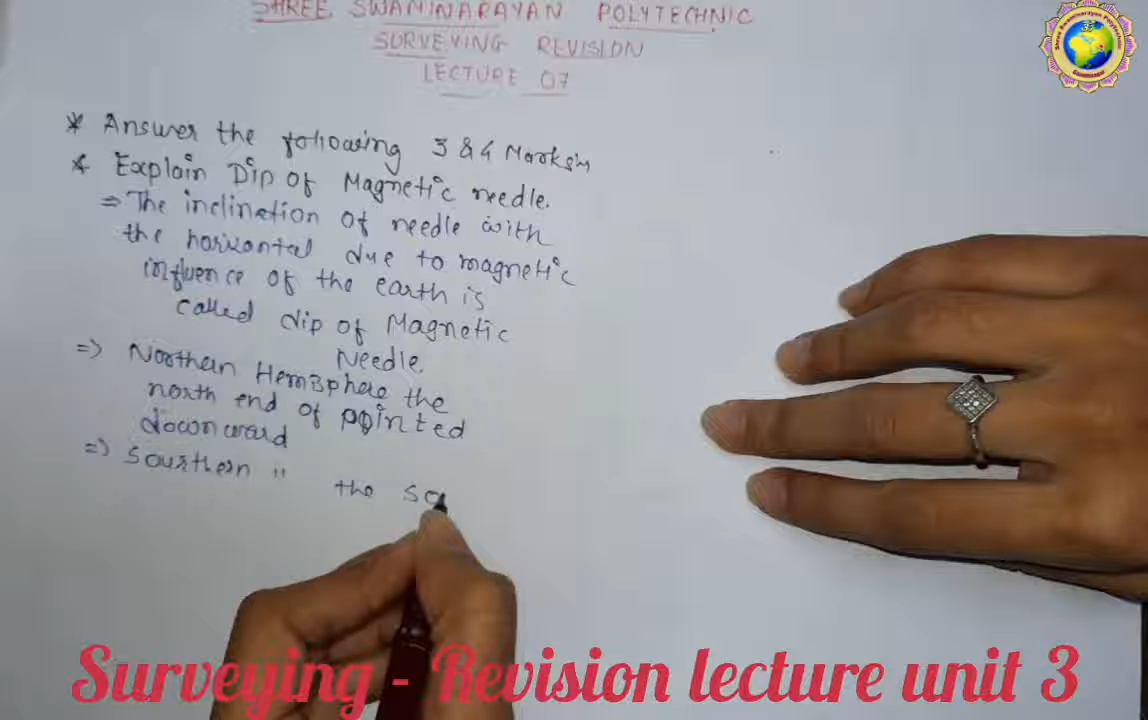 SHREE SWAMINARAYAN POLYTECHNIC
SURVEYING REVISION
LECTURE 07
* Answer the following 3 & 4 Marks
* Explain Dip of Magnetic needle.
⇒ The inclination of needle with
the horizontal due to magnetic
influence of the earth is
called dip of Magnetic
Needle.
=> Northern Hemisphere the
north end of pointed
downward
=> Sourthern "
the so
Surveying - Revision lecture unit 3